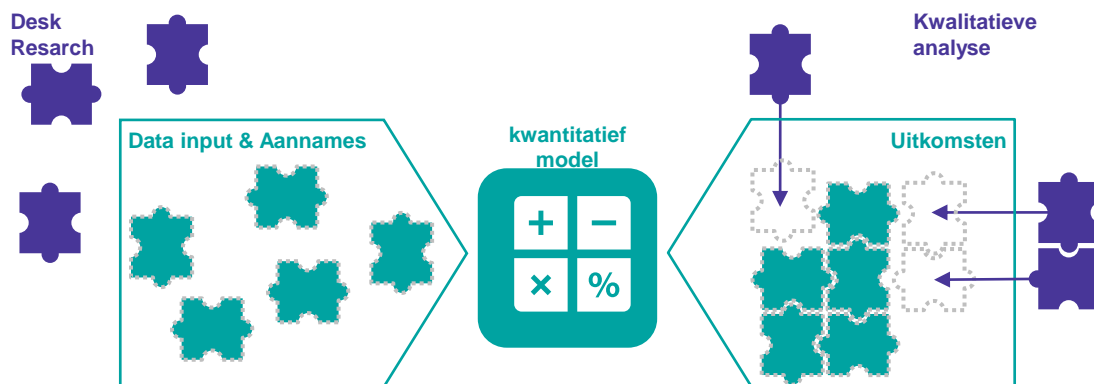 Desk
Resarch
Kwalitatieve
analyse
Data input & Aannames
kwantitatief
model
Uitkomsten
+ −
× %